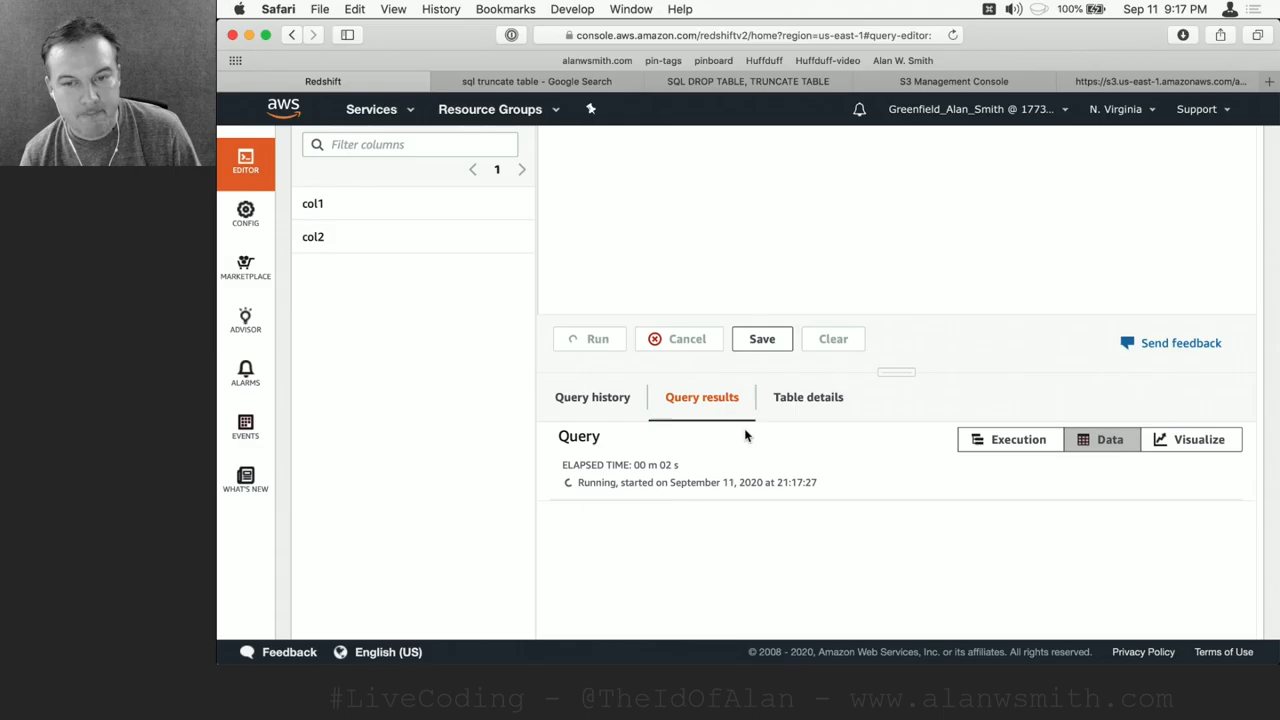 Safari File Edit View History Bookmarks Develop Window Help 100% Sep 11 9:17 PM
console.aws.amazon.com/redshiftv2/home?region=us-east-1#query-editor:
alanwsmith.com pin-tags pinboard Huffduff Huffduff-video Alan W. Smith
Redshift sql truncate table - Google Search SQL DROP TABLE, TRUNCATE TABLE S3 Management Console https://s3.us-east-1.amazonaws.com/a...
aws Services Resource Groups Greenfield_Alan_Smith @ 1773... N. Virginia Support
EDITOR
CONFIG
MARKETPLACE
ADVISOR
ALARMS
EVENTS
WHAT'S NEW
Filter columns
1
col1
col2
Run Cancel Save Clear Send feedback
Query history Query results Table details
Query Execution Data Visualize
ELAPSED TIME: 00 m 02 s
Running, started on September 11, 2020 at 21:17:27
Feedback English (US) © 2008 - 2020, Amazon Web Services, Inc. or its affiliates. All rights reserved. Privacy Policy Terms of Use
#LiveCoding - @TheIdOfAlan - www.alanwsmith.com